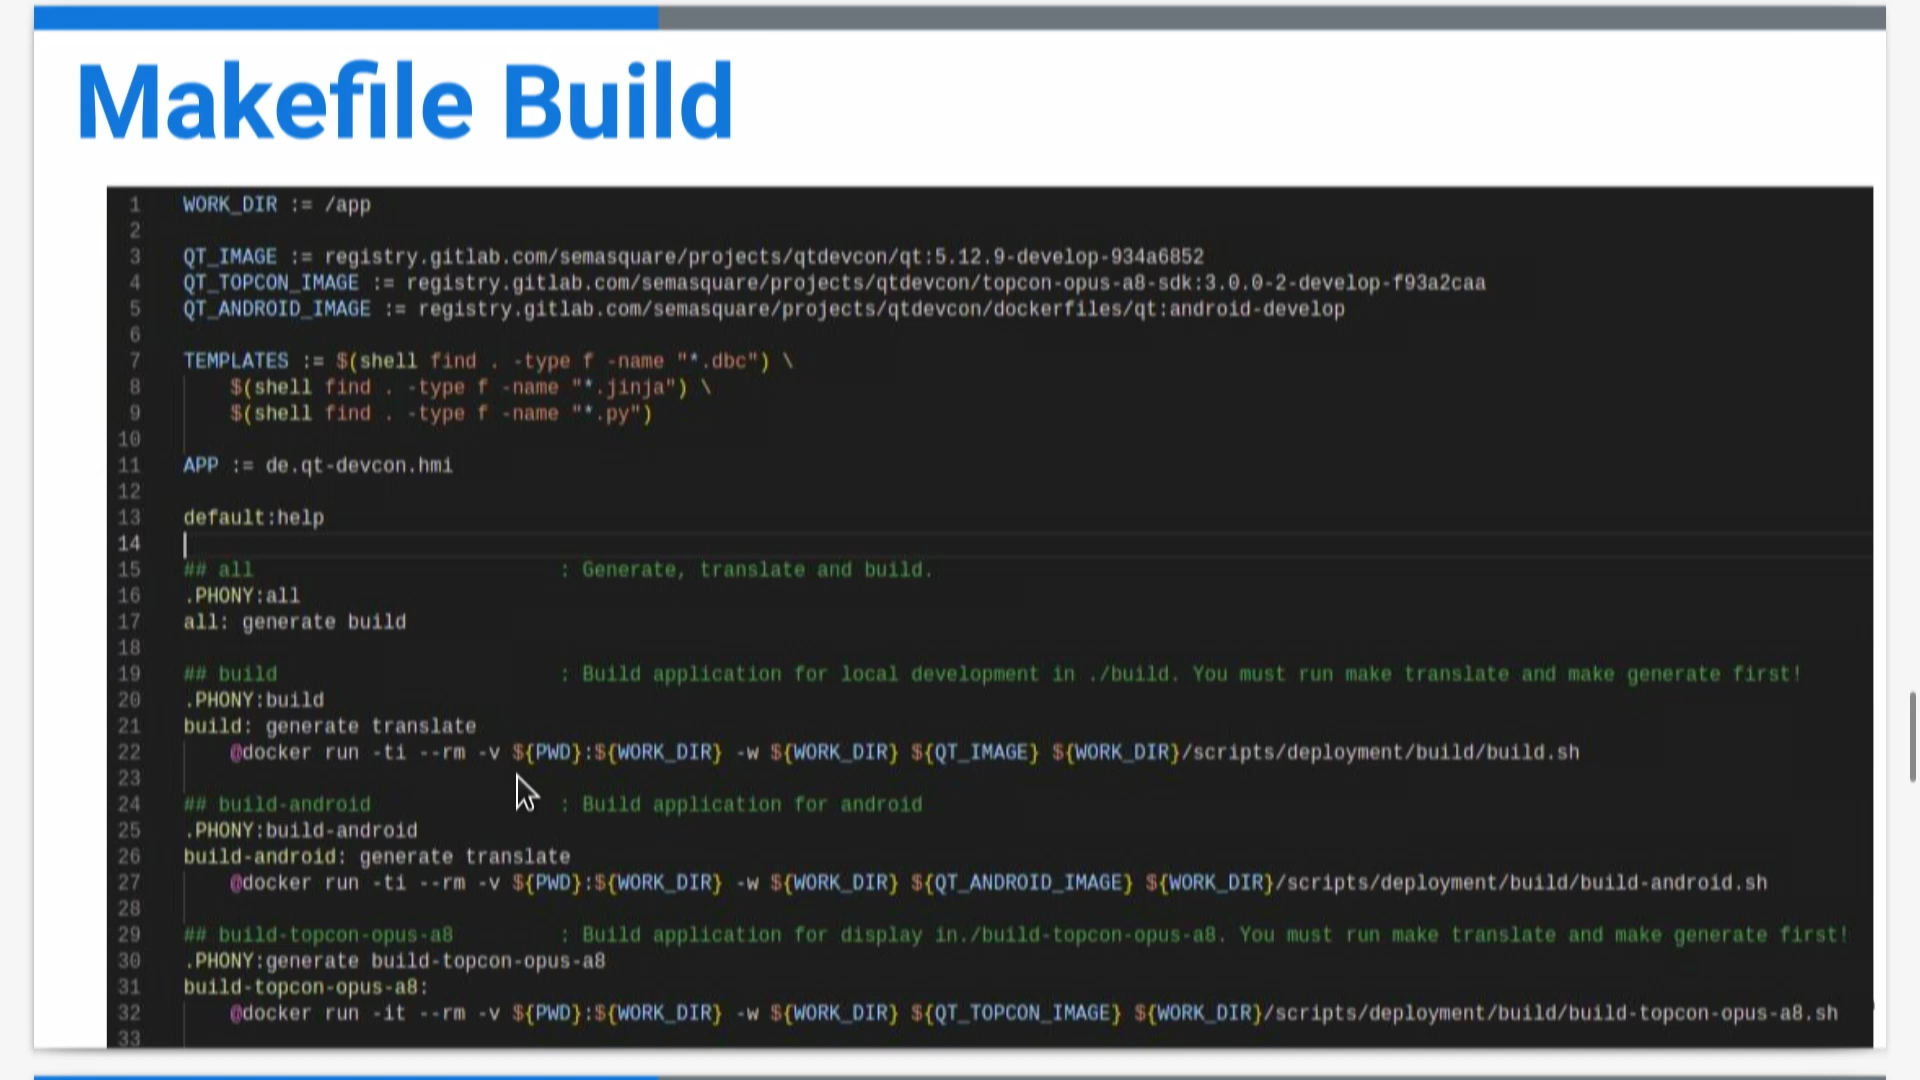 Makefile Build
1 WORK_DIR := /app
2
3 QT_IMAGE := registry.gitlab.com/semasquare/projects/qtdevcon/qt:5.12.9-develop-934a6852
4 QT_TOPCON_IMAGE := registry.gitlab.com/semasquare/projects/qtdevcon/topcon-opus-a8-sdk:3.0.0-2-develop-f93a2caa
5 QT_ANDROID_IMAGE := registry.gitlab.com/semasquare/projects/qtdevcon/dockerfiles/qt:android-develop
6
7 TEMPLATES := $(shell find . -type f -name "*.dbc") \
8 $(shell find . -type f -name "*.jinja") \
9 $(shell find . -type f -name "*.py")
10
11 APP := de.qt-devcon.hmi
12
13 default:help
14
15 ## all : Generate, translate and build.
16 .PHONY:all
17 all: generate build
18
19 ## build : Build application for local development in ./build. You must run make translate and make generate first!
20 .PHONY:build
21 build: generate translate
22 @docker run -ti --rm -v ${PWD}:${WORK_DIR} -w ${WORK_DIR} ${QT_IMAGE} ${WORK_DIR}/scripts/deployment/build/build.sh
23
24 ## build-android : Build application for android
25 .PHONY:build-android
26 build-android: generate translate
27 @docker run -ti --rm -v ${PWD}:${WORK_DIR} -w ${WORK_DIR} ${QT_ANDROID_IMAGE} ${WORK_DIR}/scripts/deployment/build/build-android.sh
28
29 ## build-topcon-opus-a8 : Build application for display in./build-topcon-opus-a8. You must run make translate and make generate first!
30 .PHONY:generate build-topcon-opus-a8
31 build-topcon-opus-a8:
32 @docker run -it --rm -v ${PWD}:${WORK_DIR} -w ${WORK_DIR} ${QT_TOPCON_IMAGE} ${WORK_DIR}/scripts/deployment/build/build-topcon-opus-a8.sh
33